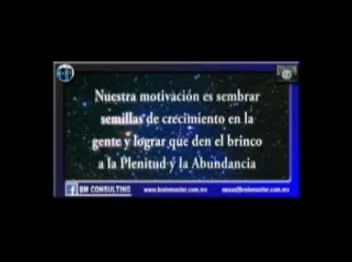 Nuestra motivación es sembrar
semillas de crecimiento en la
gente y lograr que den el brinco
a la Plenitud y la Abundancia
f BM CONSULTING www.brainmaster.com.mx